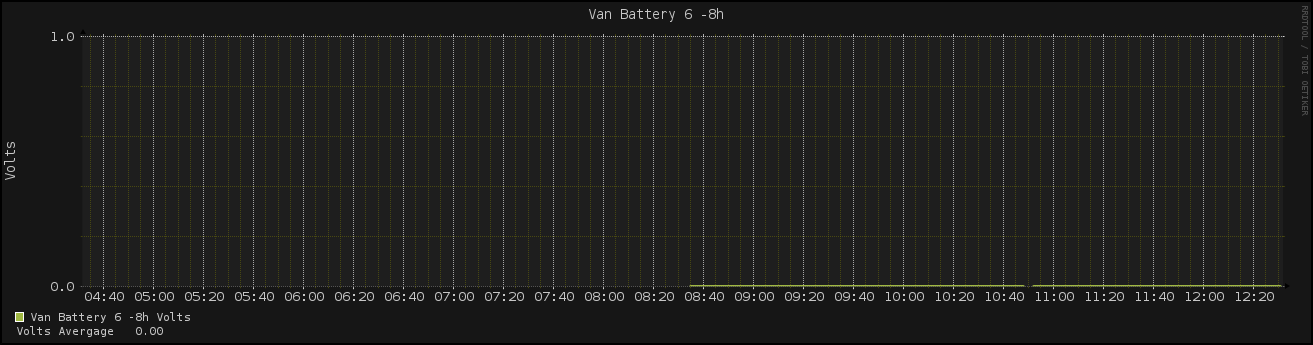 Van Battery 6 -8h
RRDTOOL / TOBI OETIKER
1.0
Volts
0.0
04:40 05:00 05:20 05:40 06:00 06:20 06:40 07:00 07:20 07:40 08:00 08:20 08:40 09:00 09:20 09:40 10:00 10:20 10:40 11:00 11:20 11:40 12:00 12:20
Van Battery 6 -8h Volts
Volts Avergage 0.00